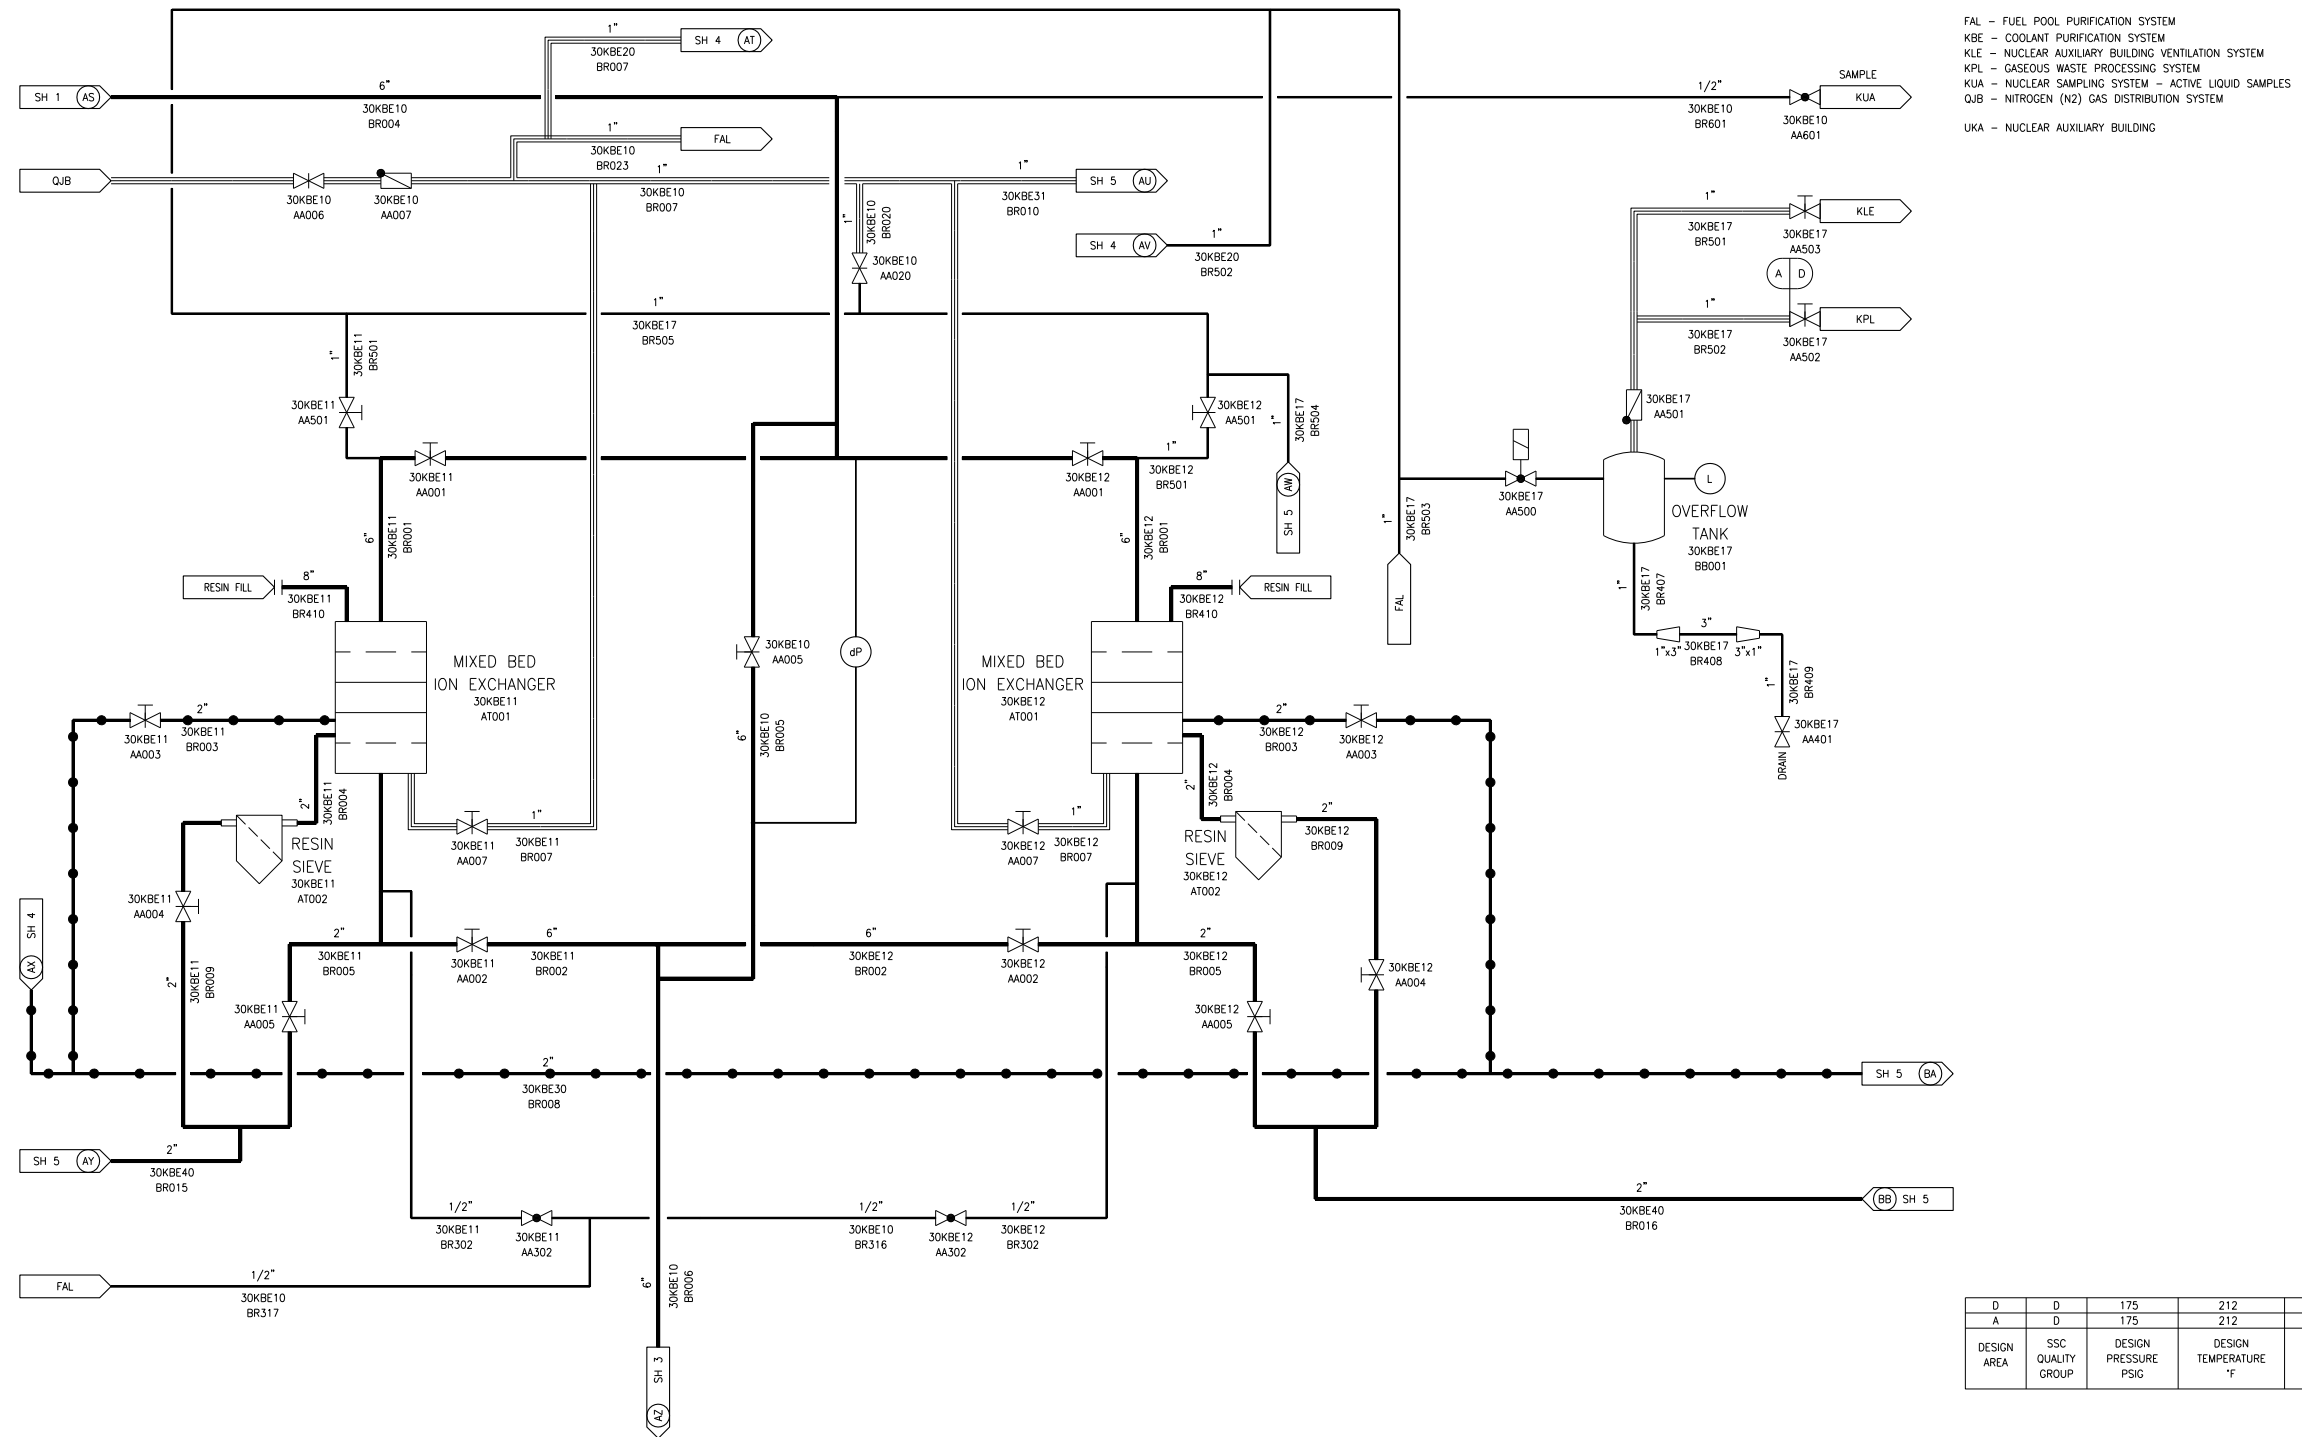 FAL – FUEL POOL PURIFICATION SYSTEM
KBE – COOLANT PURIFICATION SYSTEM
KLE – NUCLEAR AUXILIARY BUILDING VENTILATION SYSTEM
KPL – GASEOUS WASTE PROCESSING SYSTEM
KUA – NUCLEAR SAMPLING SYSTEM – ACTIVE LIQUID SAMPLES
QJB – NITROGEN (N2) GAS DISTRIBUTION SYSTEM
UKA – NUCLEAR AUXILIARY BUILDING
1"
30KBE20
BR007
SH 4 AT
SH 1 AS
6"
30KBE10
BR004
1"
30KBE10
BR023
FAL
1/2"
30KBE10
BR601
SAMPLE
30KBE10
AA601
KUA
QJB
30KBE10
AA006
30KBE10
AA007
1"
30KBE10
BR007
1"
30KBE10
BR020
30KBE10
AA020
1"
30KBE31
BR010
SH 5 AU
SH 4 AV
1"
30KBE20
BR502
1"
30KBE17
BR501
30KBE17
AA503
KLE
A D
1"
30KBE17
BR502
30KBE17
AA502
KPL
1"
30KBE17
BR505
1"
30KBE11
BR501
30KBE11
AA501
30KBE11
AA001
30KBE12
AA001
30KBE12
AA501
1"
30KBE12
BR501
1"
30KBE17
BR504
SH 5 AW
30KBE17
AA501
30KBE17
AA500
L
OVERFLOW
TANK
30KBE17
BB001
1"
30KBE17
BR503
FAL
6"
30KBE11
BR001
6"
30KBE12
BR001
RESIN FILL
8"
30KBE11
BR410
8"
30KBE12
BR410
RESIN FILL
1"
30KBE17
BR407
1"x3"
3"
30KBE17
BR408
3"x1"
1"
30KBE17
BR409
30KBE17
AA401
DRAIN
MIXED BED
ION EXCHANGER
30KBE11
AT001
30KBE10
AA005
dP
MIXED BED
ION EXCHANGER
30KBE12
AT001
30KBE11
AA003
2"
30KBE11
BR003
6"
30KBE10
BR005
2"
30KBE12
BR003
30KBE12
AA003
2"
30KBE11
BR004
RESIN
SIEVE
30KBE11
AT002
30KBE11
AA007
1"
30KBE11
BR007
30KBE12
AA007
1"
30KBE12
BR007
2"
30KBE12
BR004
RESIN
SIEVE
30KBE12
AT002
2"
30KBE12
BR009
30KBE11
AA004
SH 4 AX
2"
30KBE11
BR009
2"
30KBE11
BR005
30KBE11
AA002
6"
30KBE11
BR002
6"
30KBE12
BR002
30KBE12
AA002
2"
30KBE12
BR005
30KBE12
AA004
30KBE11
AA005
30KBE12
AA005
2"
30KBE30
BR008
SH 5 BA
SH 5 AY
2"
30KBE40
BR015
2"
30KBE40
BR016
BB SH 5
1/2"
30KBE11
BR302
30KBE11
AA302
1/2"
30KBE10
BR316
30KBE12
AA302
1/2"
30KBE12
BR302
FAL
1/2"
30KBE10
BR317
6"
30KBE10
BR006
SH 3 AZ
D D 175 212
A D 175 212
DESIGN AREA
SSC QUALITY GROUP
DESIGN PRESSURE PSIG
DESIGN TEMPERATURE °F